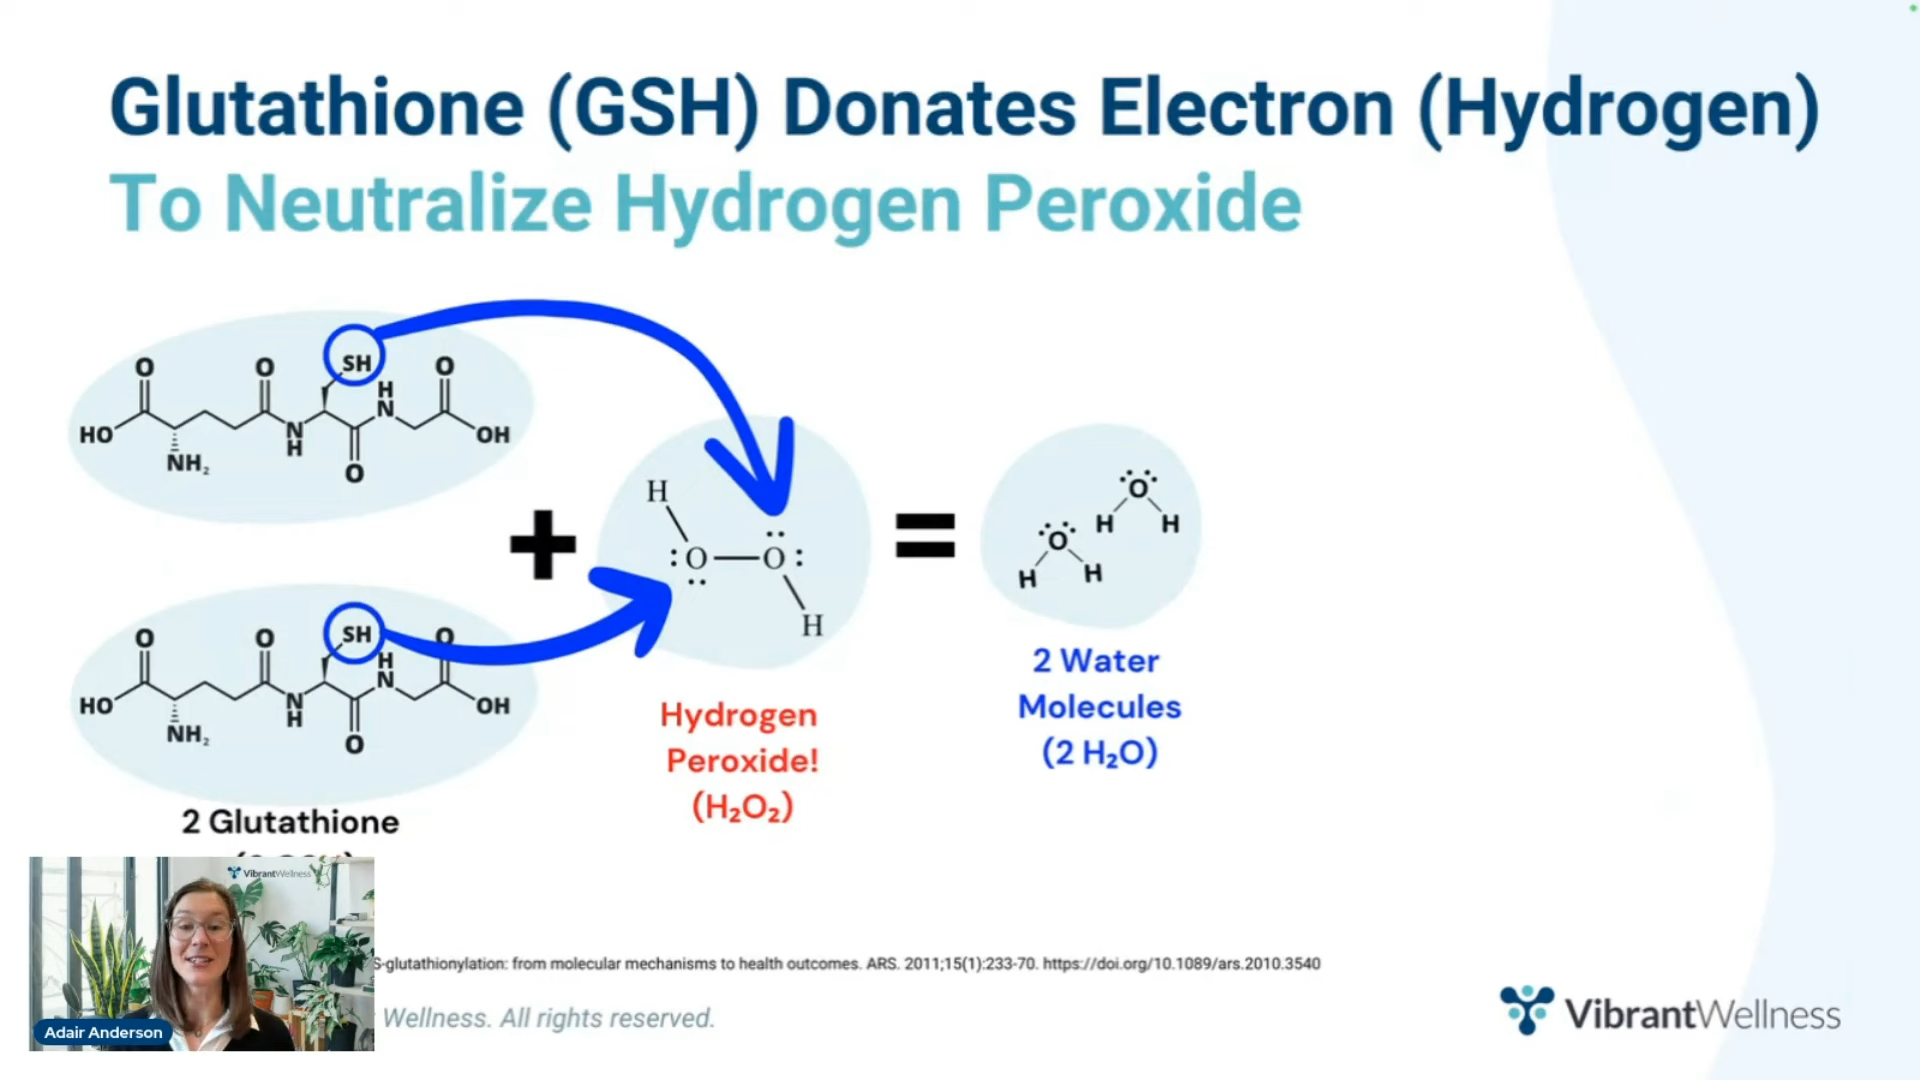 Glutathione (GSH) Donates Electron (Hydrogen)
To Neutralize Hydrogen Peroxide
O
O
SH
H
N
O
HO
N
H
O
OH
NH₂
O
O
SH
H
N
O
HO
N
H
O
OH
NH₂
2 Glutathione
+
H
:O—O:
H
Hydrogen
Peroxide!
(H₂O₂)
=
O
H H
O
H H
2 Water
Molecules
(2 H₂O)
VibrantWellness
Adair Anderson
S-glutathionylation: from molecular mechanisms to health outcomes. ARS. 2011;15(1):233-70. https://doi.org/10.1089/ars.2010.3540
Wellness. All rights reserved.
VibrantWellness